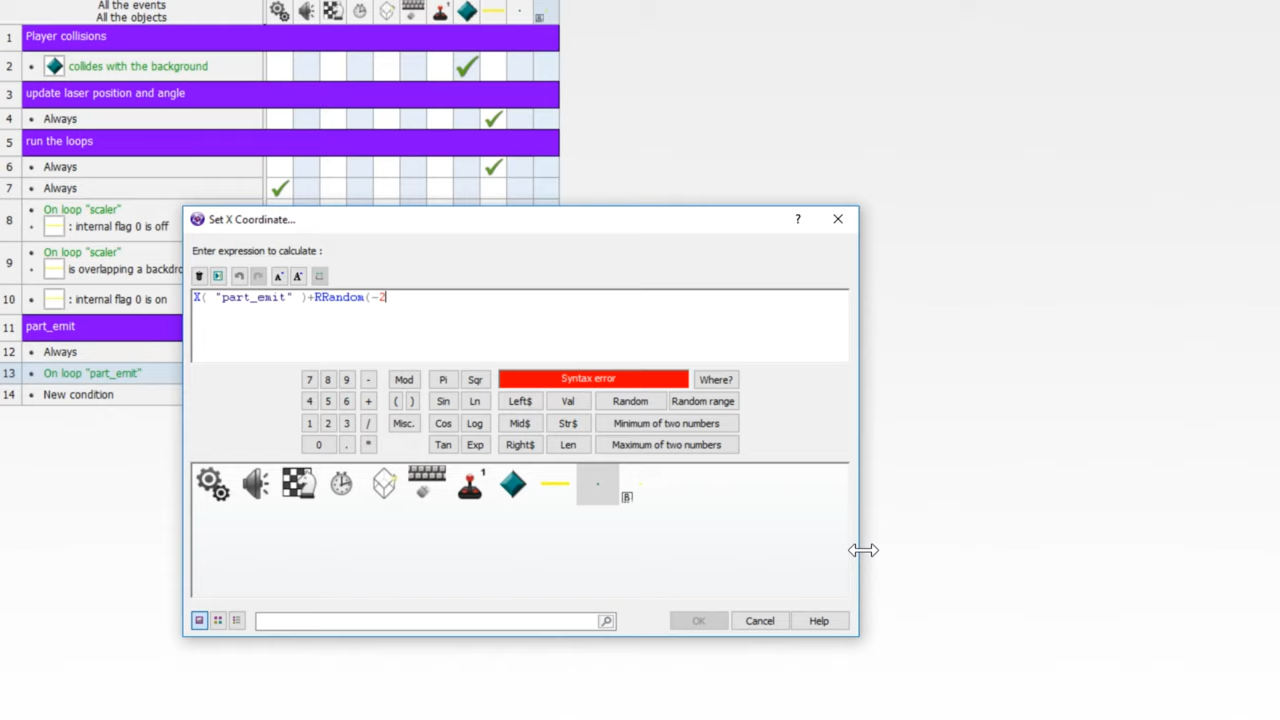 All the events
All the objects
1 Player collisions
2 • collides with the background
3 update laser position and angle
4 • Always
5 run the loops
6 • Always
7 • Always
8 • On loop "scaler"
• : internal flag 0 is off
9 • On loop "scaler"
• is overlapping a backdro
10 • : internal flag 0 is on
11 part_emit
12 • Always
13 • On loop "part_emit"
14 • New condition
Set X Coordinate...
?
Enter expression to calculate :
X( "part_emit" )+RRandom(-2
7 8 9 - Mod Pi Sqr Syntax error Where?
4 5 6 + ( ) Sin Ln Left$ Val Random Random range
1 2 3 / Misc. Cos Log Mid$ Str$ Minimum of two numbers
0 . * Tan Exp Right$ Len Maximum of two numbers
1
B
OK Cancel Help